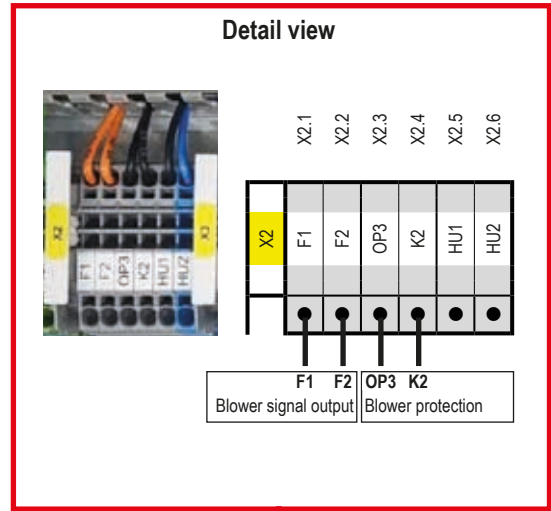 Detail view
X2.1 X2.2 X2.3 X2.4 X2.5 X2.6
X2 F1 F2 OP3 K2 HU1 HU2 X3
X2 F1 F2 OP3 K2 HU1 HU2
F1 F2 OP3 K2
Blower signal output Blower protection